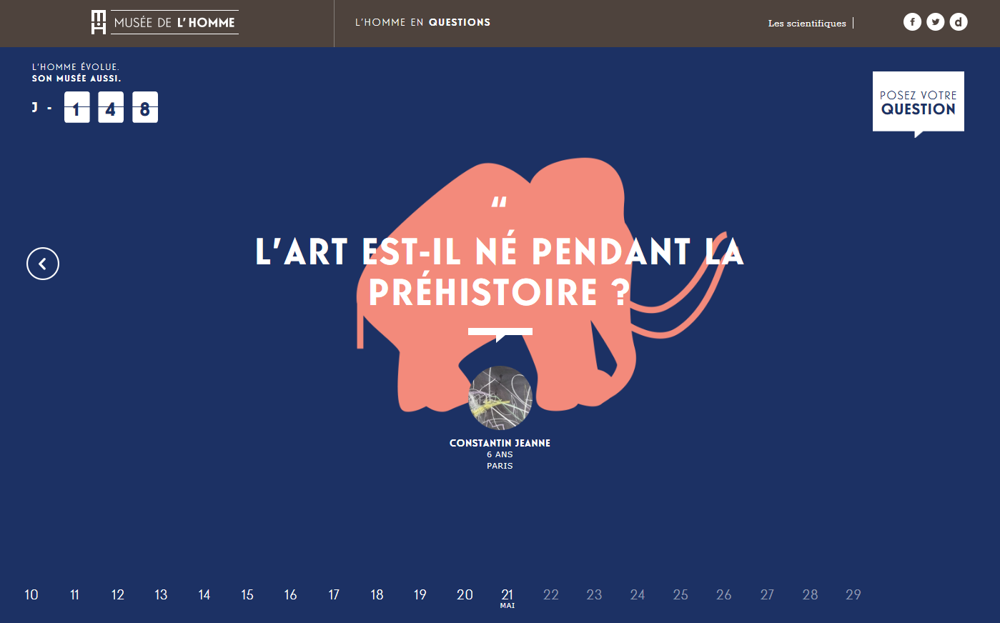 MUSÉE DE L'HOMME
L'HOMME EN QUESTIONS
Les scientifiques
L'HOMME ÉVOLUE.
SON MUSÉE AUSSI.
J - 1 4 8
POSEZ VOTRE
QUESTION
“
L'ART EST-IL NÉ PENDANT LA
PRÉHISTOIRE ?
CONSTANTIN JEANNE
6 ANS
PARIS
10 11 12 13 14 15 16 17 18 19 20 21 22 23 24 25 26 27 28 29
MAI